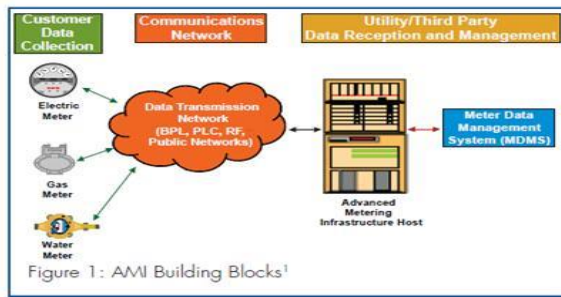 Customer
Data
Collection
Communications
Network
Utility/Third Party
Data Reception and Management
Electric
Meter
Gas
Meter
Water
Meter
Data Transmission
Network
(BPL, PLC, RF,
Public Networks)
Advanced
Metering
Infrastructure Host
Meter Data
Management
System (MDMS)
Figure 1: AMI Building Blocks¹